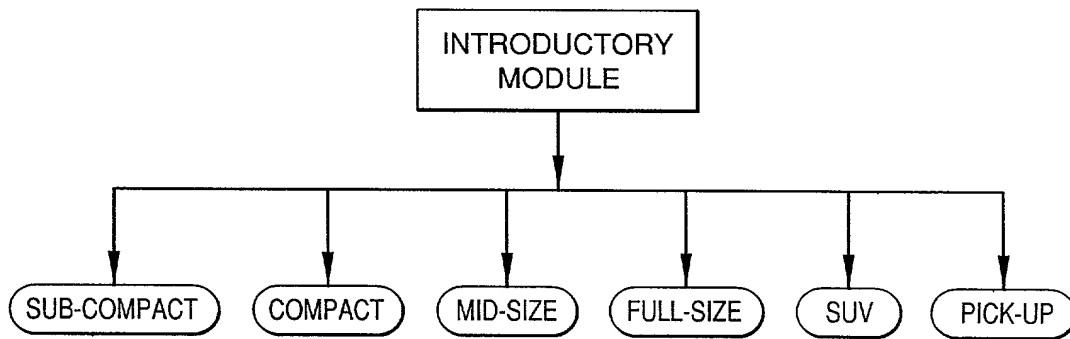 INTRODUCTORY
MODULE
SUB-COMPACT
COMPACT
MID-SIZE
FULL-SIZE
SUV
PICK-UP